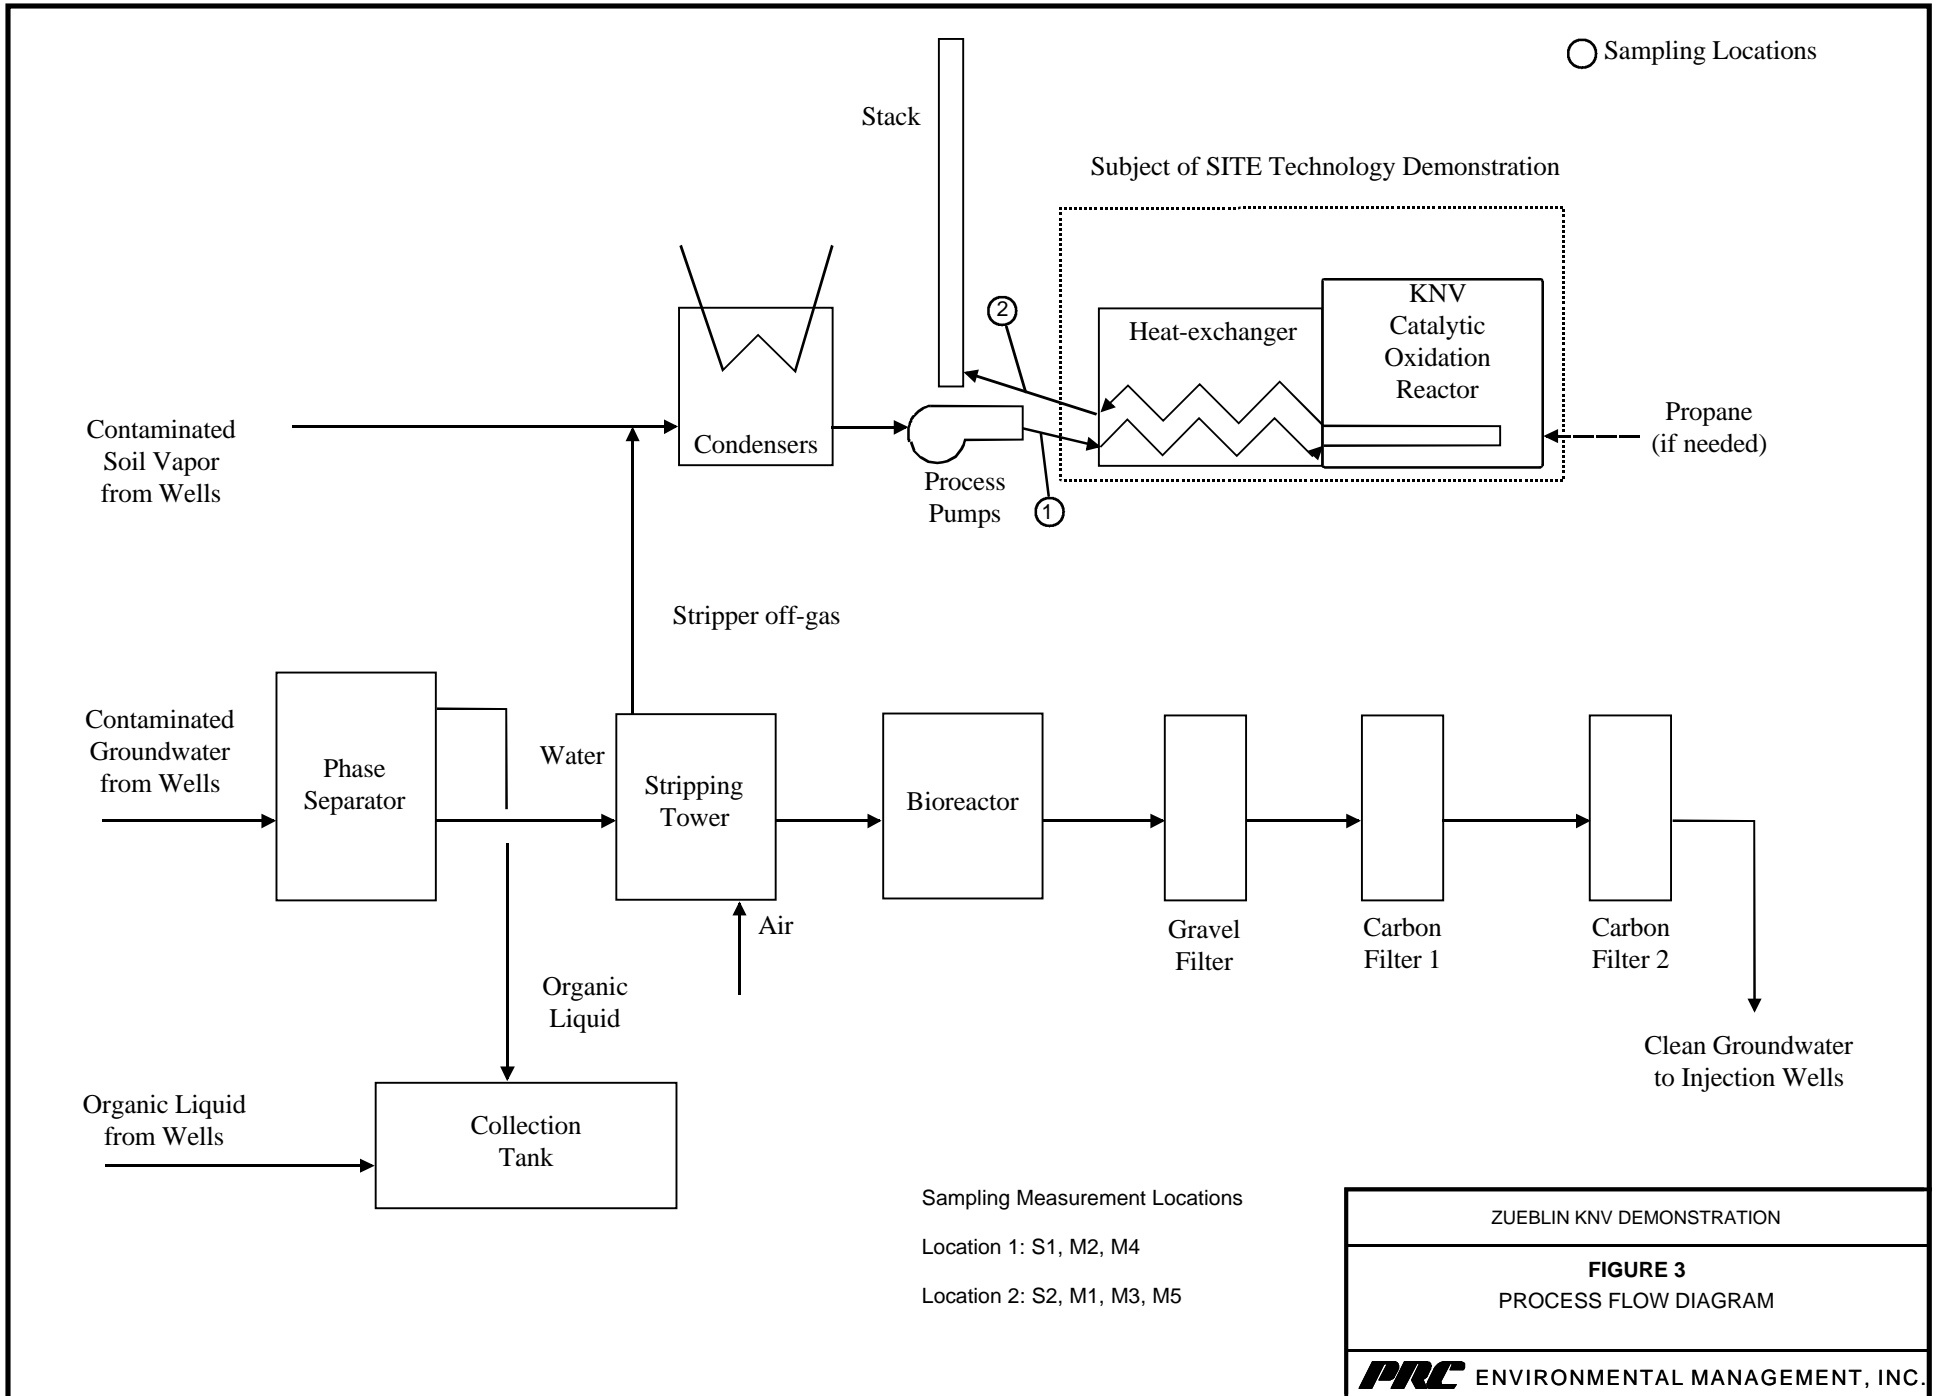 Sampling Locations
Stack
Subject of SITE Technology Demonstration
2
KNV
Catalytic
Oxidation
Reactor
Heat-exchanger
Propane
(if needed)
Contaminated
Soil Vapor
from Wells
Condensers
Process
Pumps
1
Stripper off-gas
Contaminated
Groundwater
from Wells
Phase
Separator
Water
Stripping
Tower
Bioreactor
Air
Gravel
Filter
Carbon
Filter 1
Carbon
Filter 2
Organic
Liquid
Clean Groundwater
to Injection Wells
Organic Liquid
from Wells
Collection
Tank
Sampling Measurement Locations
Location 1: S1, M2, M4
Location 2: S2, M1, M3, M5
ZUEBLIN KNV DEMONSTRATION
FIGURE 3
PROCESS FLOW DIAGRAM
PRC ENVIRONMENTAL MANAGEMENT, INC.